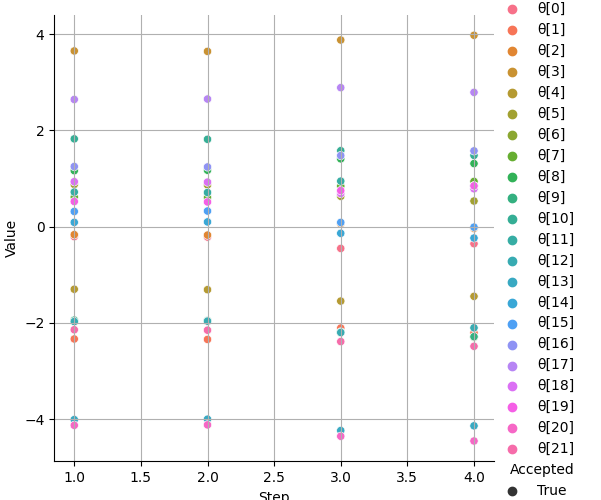 θ[0]
θ[1]
θ[2]
θ[3]
θ[4]
θ[5]
θ[6]
θ[7]
θ[8]
θ[9]
θ[10]
θ[11]
θ[12]
θ[13]
θ[14]
θ[15]
θ[16]
θ[17]
θ[18]
θ[19]
θ[20]
θ[21]
Accepted
True
4
2
0
−2
−4
Value
1.0 1.5 2.0 2.5 3.0 3.5 4.0
Step